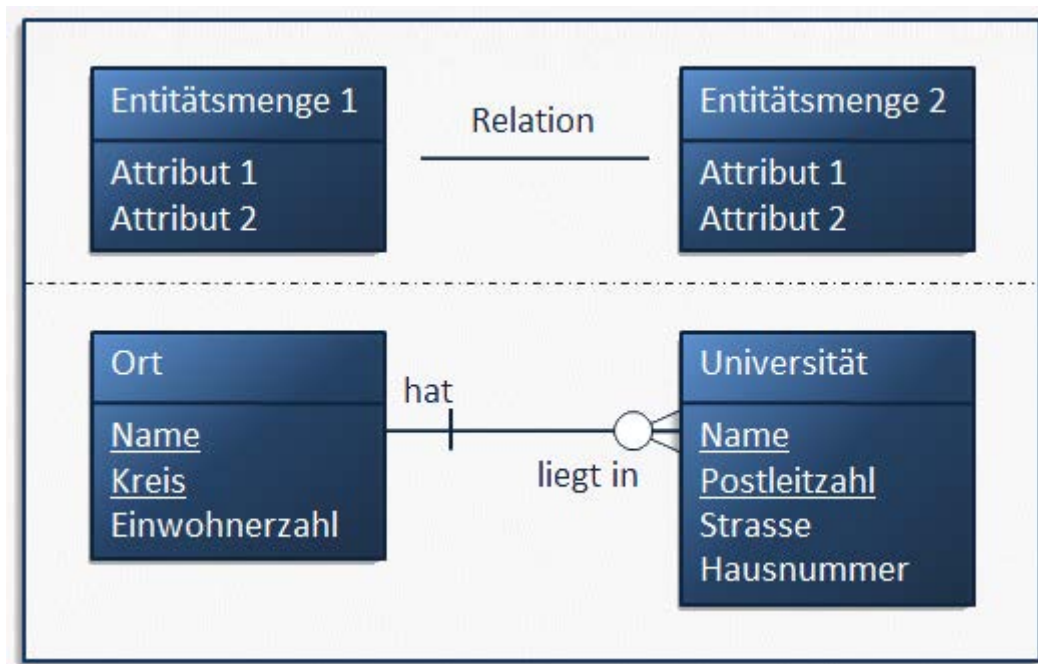 Entitätsmenge 1
Attribut 1
Attribut 2
Relation
Entitätsmenge 2
Attribut 1
Attribut 2
Ort
Name
Kreis
Einwohnerzahl
hat
liegt in
Universität
Name
Postleitzahl
Strasse
Hausnummer